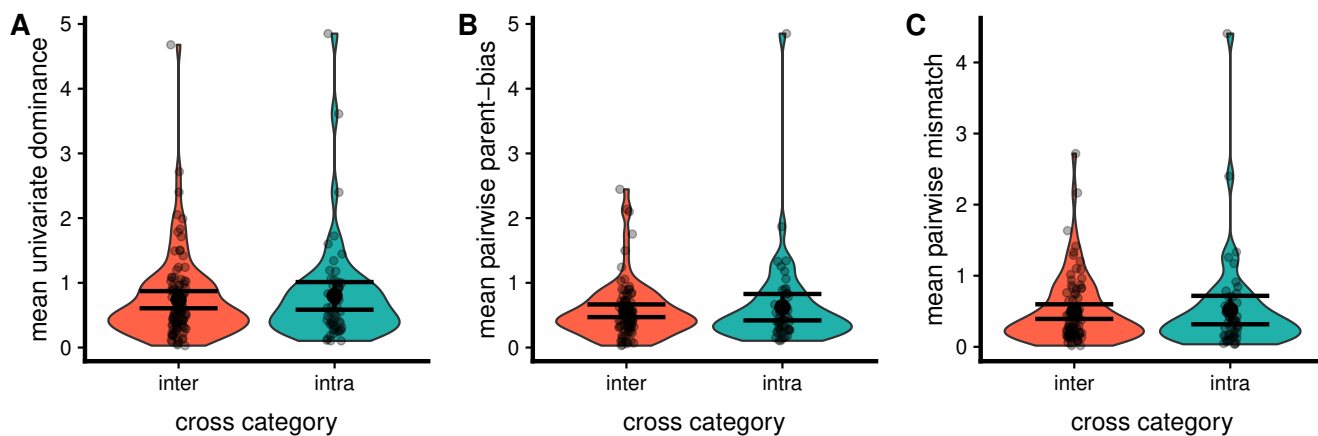 A
mean univariate dominance
5
4
3
2
1
0
inter
intra
cross category
B
mean pairwise parent−bias
5
4
3
2
1
0
inter
intra
cross category
C
mean pairwise mismatch
4
3
2
1
0
inter
intra
cross category